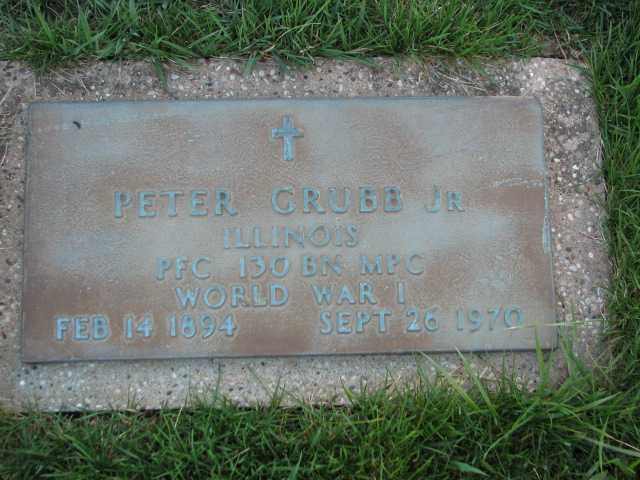 PETER GRUBB JR
ILLINOIS
PFC 130 BN MPC
WORLD WAR I
FEB 14 1894 SEPT 26 1970